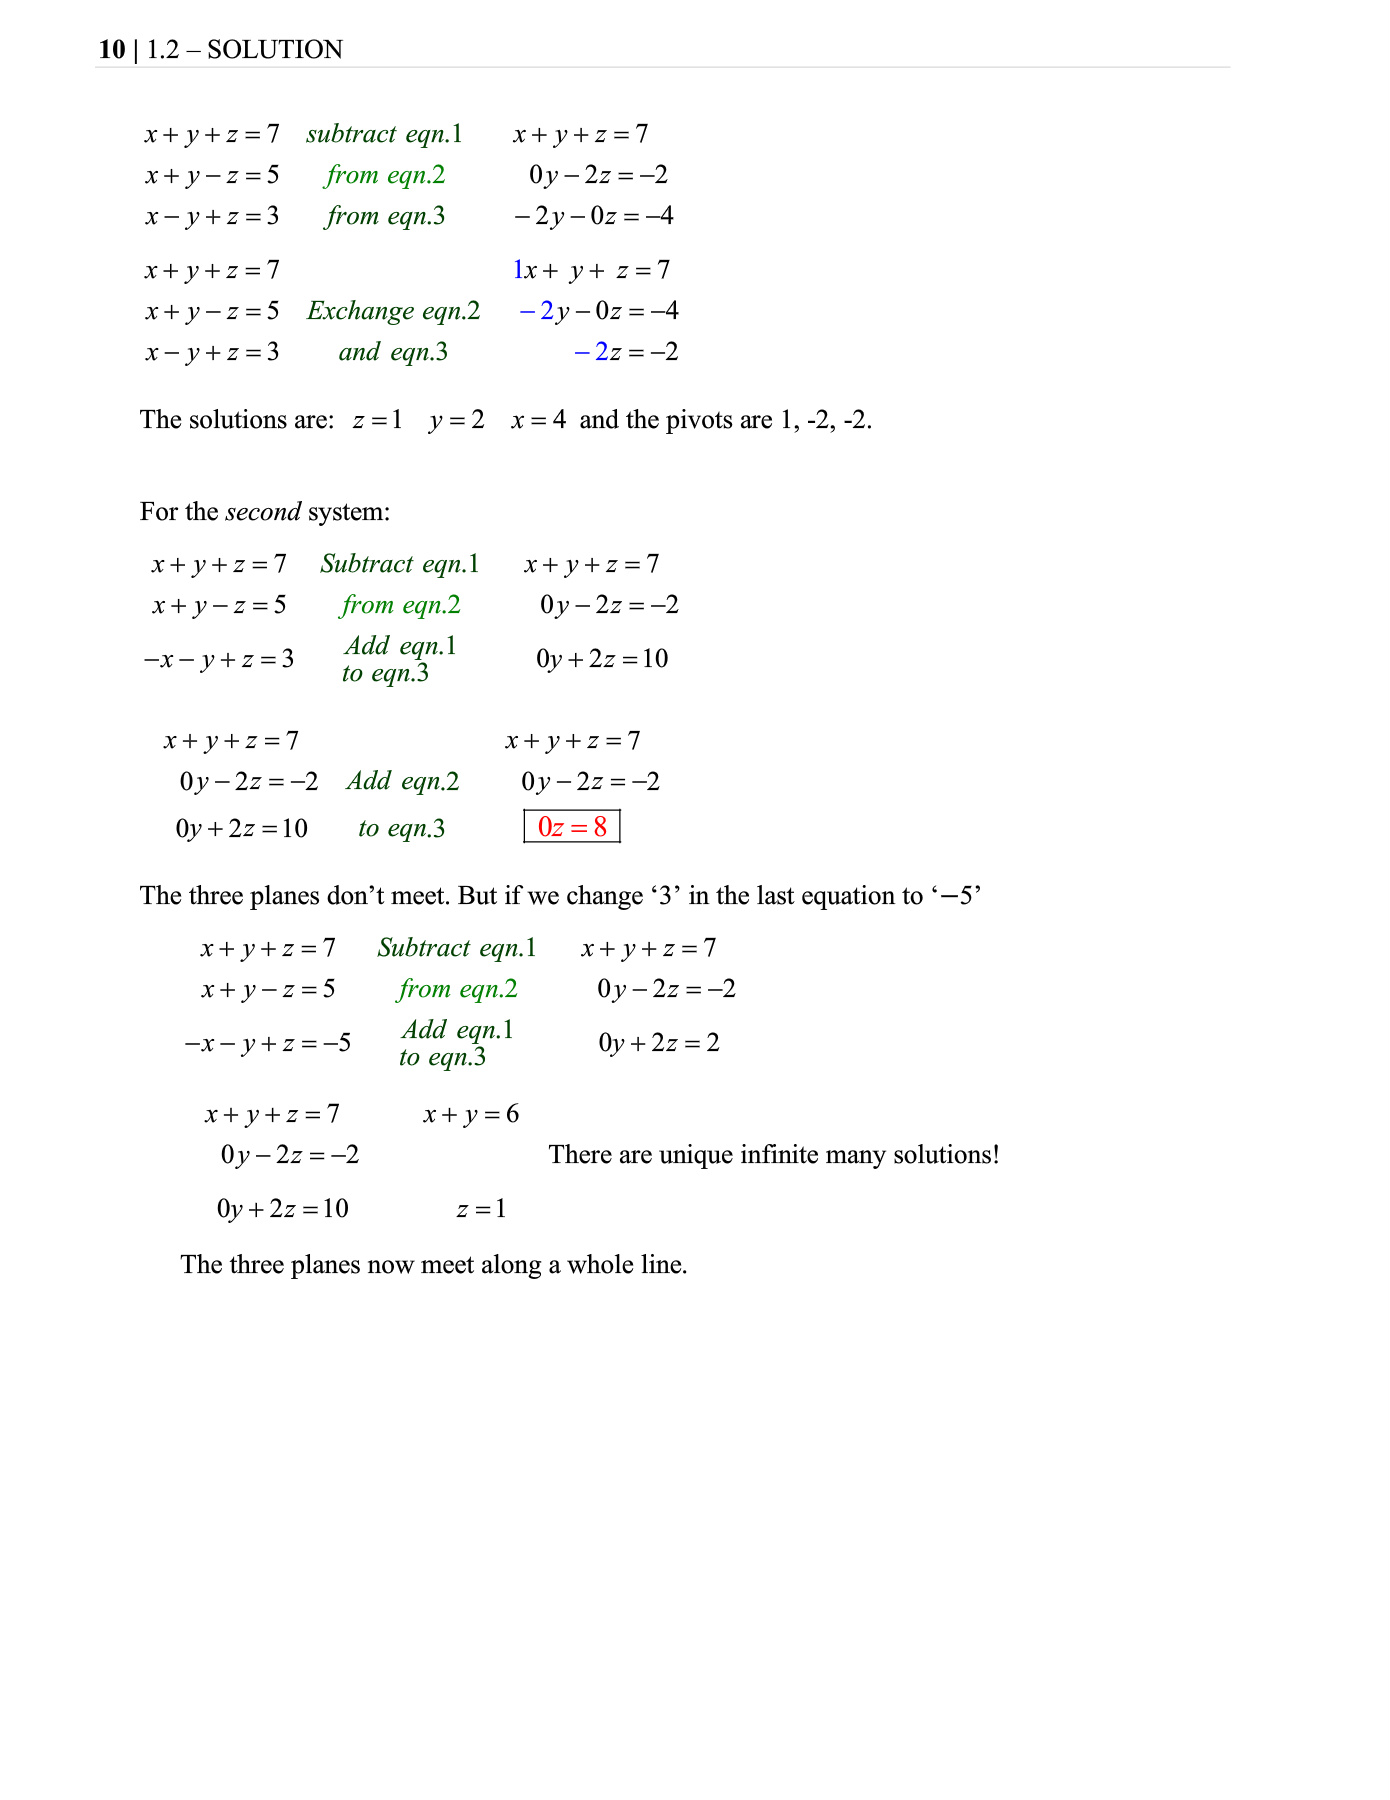 10 | 1.2 – SOLUTION
x + y + z = 7 subtract eqn.1 x + y + z = 7
x + y − z = 5 from eqn.2 0y − 2z = −2
x − y + z = 3 from eqn.3 − 2y − 0z = −4
x + y + z = 7 1x + y + z = 7
x + y − z = 5 Exchange eqn.2 − 2y − 0z = −4
x − y + z = 3 and eqn.3 − 2z = −2
The solutions are: z = 1 y = 2 x = 4 and the pivots are 1, -2, -2.
For the second system:
x + y + z = 7 Subtract eqn.1 x + y + z = 7
x + y − z = 5 from eqn.2 0y − 2z = −2
−x − y + z = 3 Add eqn.1 0y + 2z = 10
to eqn.3
x + y + z = 7 x + y + z = 7
0y − 2z = −2 Add eqn.2 0y − 2z = −2
0y + 2z = 10 to eqn.3 0z = 8
The three planes don’t meet. But if we change ‘3’ in the last equation to ‘−5’
x + y + z = 7 Subtract eqn.1 x + y + z = 7
x + y − z = 5 from eqn.2 0y − 2z = −2
−x − y + z = −5 Add eqn.1 0y + 2z = 2
to eqn.3
x + y + z = 7 x + y = 6
0y − 2z = −2 There are unique infinite many solutions!
0y + 2z = 10 z = 1
The three planes now meet along a whole line.